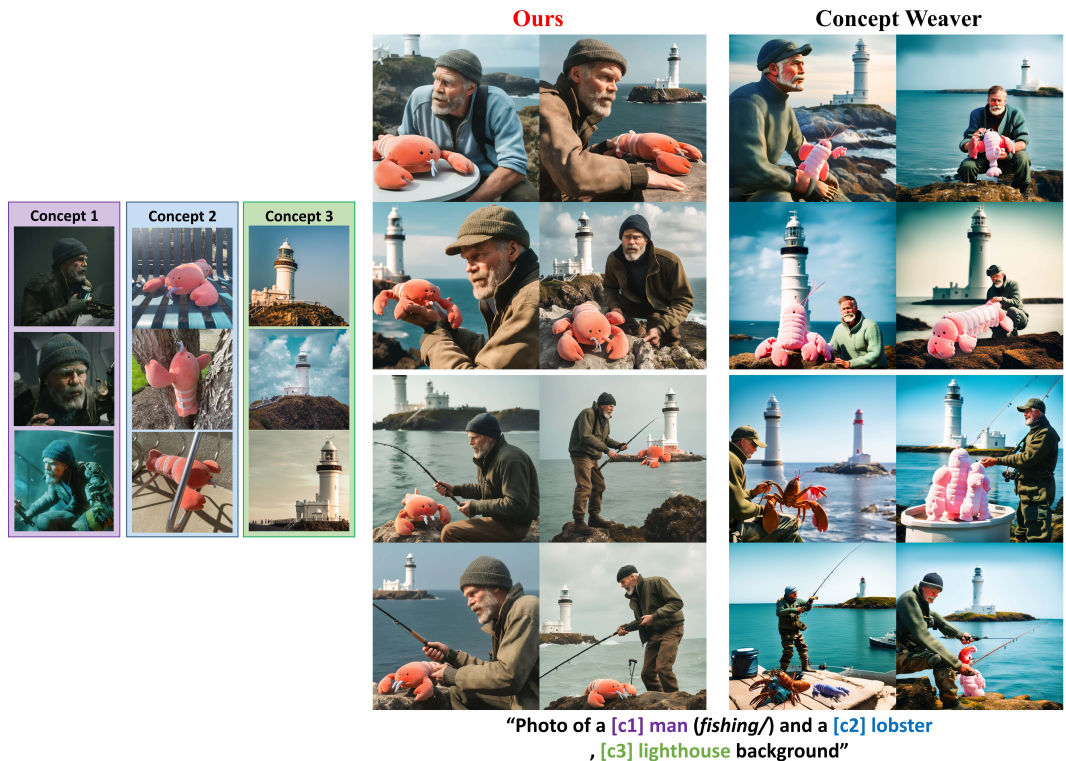 Ours
Concept Weaver
Concept 1
Concept 2
Concept 3
“Photo of a [c1] man (fishing/) and a [c2] lobster
, [c3] lighthouse background”